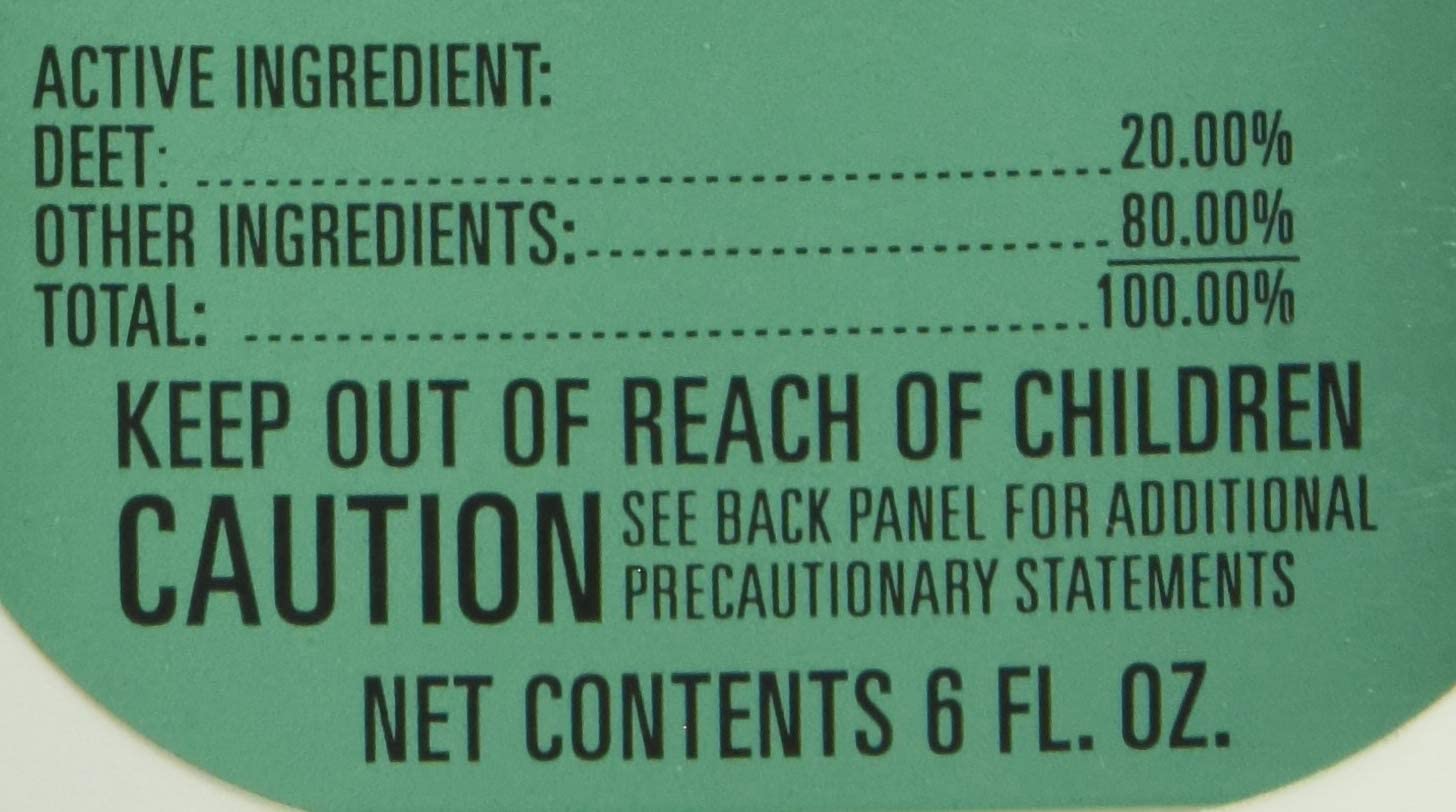 ACTIVE INGREDIENT:
DEET: ............................................................ 20.00%
OTHER INGREDIENTS:.................................... 80.00%
TOTAL: ....................................................... 100.00%
KEEP OUT OF REACH OF CHILDREN
CAUTION SEE BACK PANEL FOR ADDITIONAL
PRECAUTIONARY STATEMENTS
NET CONTENTS 6 FL. OZ.